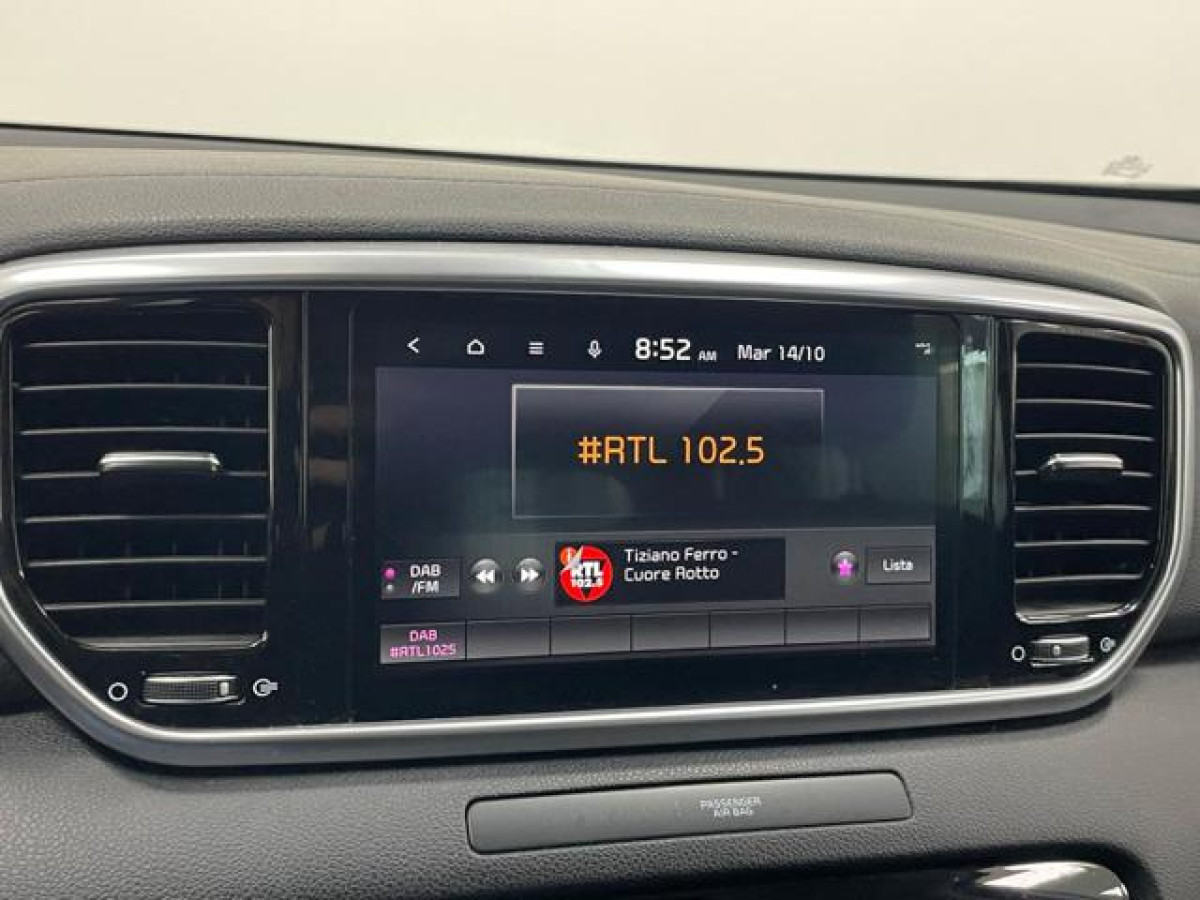 8:52 AM Mar 14/10
#RTL 102.5
DAB
/FM
RTL
102.5
Tiziano Ferro -
Cuore Rotto
Lista
DAB
#RTL1025
PASSENGER
AIR BAG